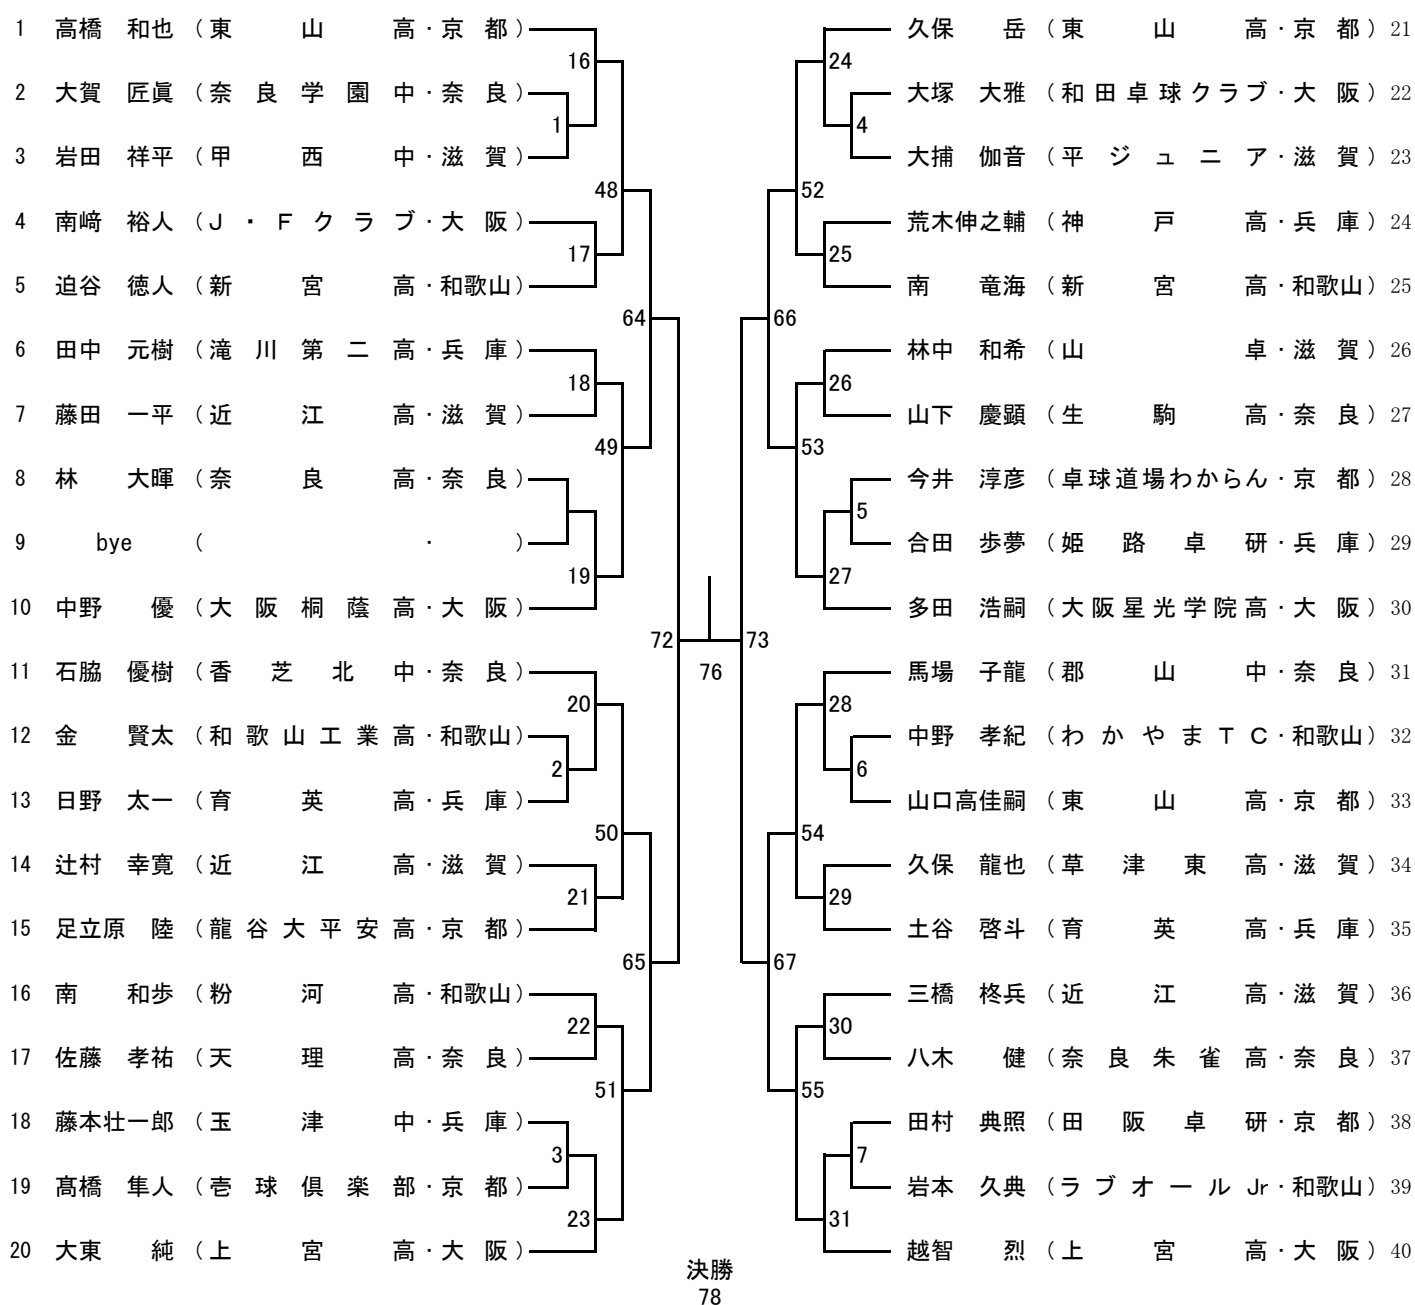 1 高橋 和也 (東山高・京都) 16 24 久保 岳 (東山高・京都) 21
2 大賀 匠眞 (奈良学園中・奈良) 1 4 大塚 大雅 (和田卓球クラブ・大阪) 22
3 岩田 祥平 (甲西中・滋賀) 48 52 大捕 伽音 (平ジュニア・滋賀) 23
4 南﨑 裕人 (J・Fクラブ・大阪) 17 25 荒木伸之輔 (神戸高・兵庫) 24
5 迫谷 徳人 (新宮高・和歌山) 64 66 南 竜海 (新宮高・和歌山) 25
6 田中 元樹 (滝川第二高・兵庫) 18 26 林中 和希 (山卓・滋賀) 26
7 藤田 一平 (近江高・滋賀) 49 53 山下 慶顕 (生駒高・奈良) 27
8 林 大暉 (奈良高・奈良) 5 今井 淳彦 (卓球道場わからん・京都) 28
9 bye ( ・ ) 19 27 合田 歩夢 (姫路卓研・兵庫) 29
10 中野 優 (大阪桐蔭高・大阪) 72 73 多田 浩嗣 (大阪星光学院高・大阪) 30
11 石脇 優樹 (香芝北中・奈良) 20 76 28 馬場 子龍 (郡山中・奈良) 31
12 金 賢太 (和歌山工業高・和歌山) 2 6 中野 孝紀 (わかやまTC・和歌山) 32
13 日野 太一 (育英高・兵庫) 50 54 山口高佳嗣 (東山高・京都) 33
14 辻村 幸寛 (近江高・滋賀) 21 29 久保 龍也 (草津東高・滋賀) 34
15 足立原 陸 (龍谷大平安高・京都) 65 67 土谷 啓斗 (育英高・兵庫) 35
16 南 和歩 (粉河高・和歌山) 22 30 三橋 柊兵 (近江高・滋賀) 36
17 佐藤 孝祐 (天理高・奈良) 51 55 八木 健 (奈良朱雀高・奈良) 37
18 藤本壮一郎 (玉津中・兵庫) 3 7 田村 典照 (田阪卓研・京都) 38
19 髙橋 隼人 (壱球倶楽部・京都) 23 31 岩本 久典 (ラブオールJr・和歌山) 39
20 大東 純 (上宮高・大阪) 越智 烈 (上宮高・大阪) 40
決勝
78